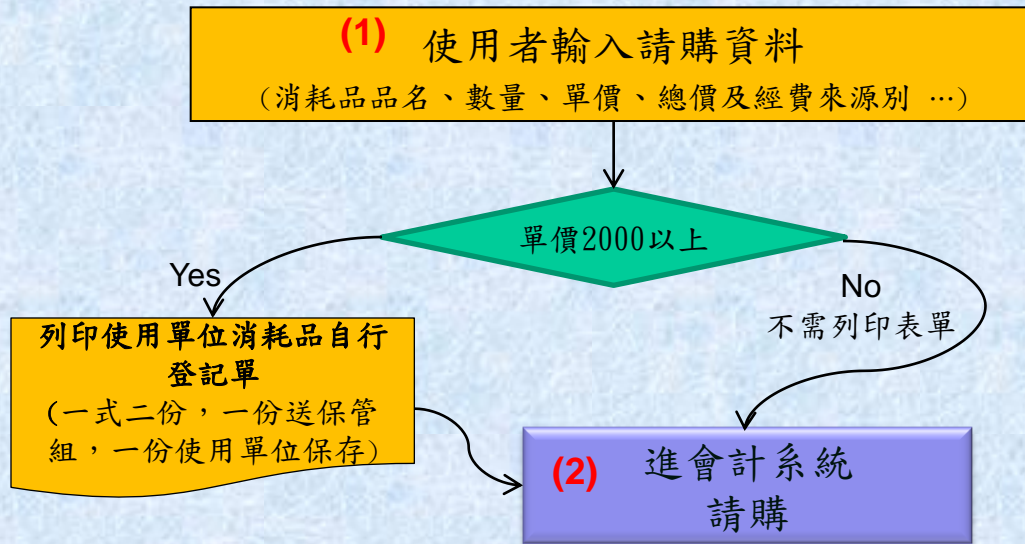 (1) 使用者輸入請購資料
(消耗品品名、數量、單價、總價及經費來源別 …)
單價2000以上
Yes
No
不需列印表單
列印使用單位消耗品自行
登記單
(一式二份，一份送保管
組，一份使用單位保存)
(2) 進會計系統
請購